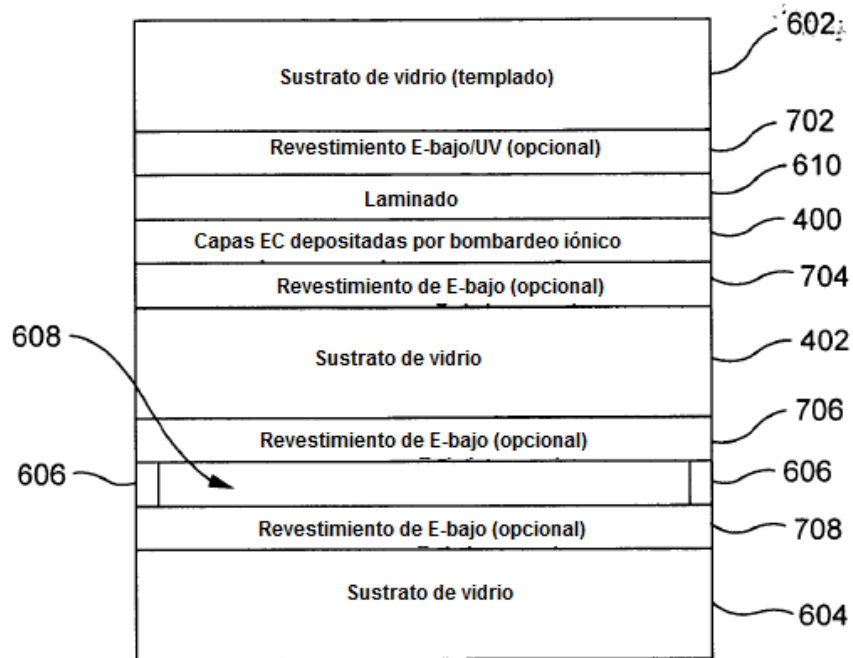 602
Sustrato de vidrio (templado)
702
Revestimiento E-bajo/UV (opcional)
610
Laminado
400
Capas EC depositadas por bombardeo iónico
704
Revestimiento de E-bajo (opcional)
608
402
Sustrato de vidrio
706
Revestimiento de E-bajo (opcional)
606
606
Revestimiento de E-bajo (opcional)
708
Sustrato de vidrio
604